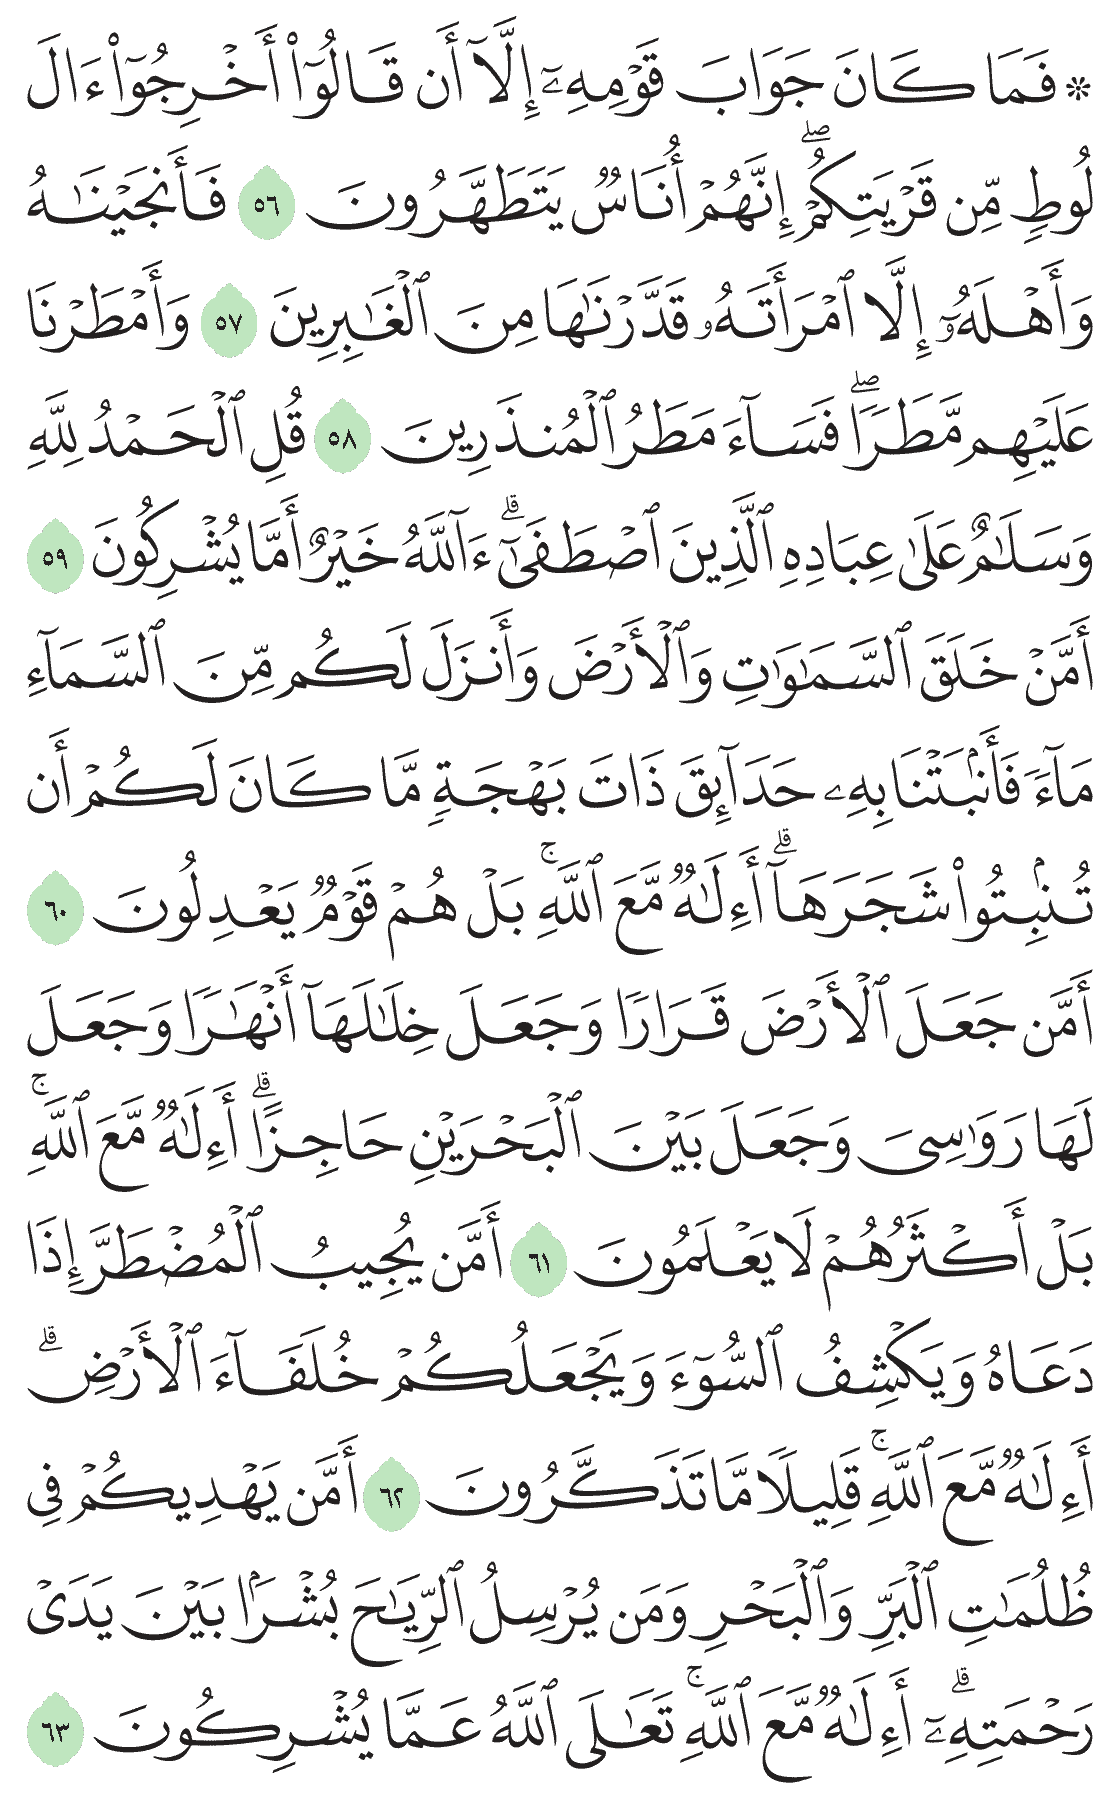 ۞ فَمَا كَانَ جَوَابَ قَوْمِهِۦٓ إِلَّآ أَن قَالُوٓا۟ أَخْرِجُوٓا۟ ءَالَ
لُوطٍ مِّن قَرْيَتِكُمْ ۖ إِنَّهُمْ أُنَاسٌ يَتَطَهَّرُونَ ٥٦ فَأَنجَيْنَـٰهُ
وَأَهْلَهُۥٓ إِلَّا ٱمْرَأَتَهُۥ قَدَّرْنَـٰهَا مِنَ ٱلْغَـٰبِرِينَ ٥٧ وَأَمْطَرْنَا
عَلَيْهِم مَّطَرًا ۖ فَسَآءَ مَطَرُ ٱلْمُنذَرِينَ ٥٨ قُلِ ٱلْحَمْدُ لِلَّهِ
وَسَلَـٰمٌ عَلَىٰ عِبَادِهِ ٱلَّذِينَ ٱصْطَفَىٰٓ ۗ ءَآللَّهُ خَيْرٌ أَمَّا يُشْرِكُونَ ٥٩
أَمَّنْ خَلَقَ ٱلسَّمَـٰوَٰتِ وَٱلْأَرْضَ وَأَنزَلَ لَكُم مِّنَ ٱلسَّمَآءِ
مَآءً فَأَنۢبَتْنَا بِهِۦ حَدَآئِقَ ذَاتَ بَهْجَةٍ مَّا كَانَ لَكُمْ أَن
تُنۢبِتُوا۟ شَجَرَهَآ ۗ أَءِلَـٰهٌ مَّعَ ٱللَّهِ ۚ بَلْ هُمْ قَوْمٌ يَعْدِلُونَ ٦٠
أَمَّن جَعَلَ ٱلْأَرْضَ قَرَارًا وَجَعَلَ خِلَـٰلَهَآ أَنْهَـٰرًا وَجَعَلَ
لَهَا رَوَٰسِىَ وَجَعَلَ بَيْنَ ٱلْبَحْرَيْنِ حَاجِزًا ۗ أَءِلَـٰهٌ مَّعَ ٱللَّهِ ۚ
بَلْ أَكْثَرُهُمْ لَا يَعْلَمُونَ ٦١ أَمَّن يُجِيبُ ٱلْمُضْطَرَّ إِذَا
دَعَاهُ وَيَكْشِفُ ٱلسُّوٓءَ وَيَجْعَلُكُمْ خُلَفَآءَ ٱلْأَرْضِ ۗ
أَءِلَـٰهٌ مَّعَ ٱللَّهِ ۚ قَلِيلًا مَّا تَذَكَّرُونَ ٦٢ أَمَّن يَهْدِيكُمْ فِى
ظُلُمَـٰتِ ٱلْبَرِّ وَٱلْبَحْرِ وَمَن يُرْسِلُ ٱلرِّيَـٰحَ بُشْرًۢا بَيْنَ يَدَىْ
رَحْمَتِهِۦٓ ۗ أَءِلَـٰهٌ مَّعَ ٱللَّهِ ۚ تَعَـٰلَى ٱللَّهُ عَمَّا يُشْرِكُونَ ٦٣